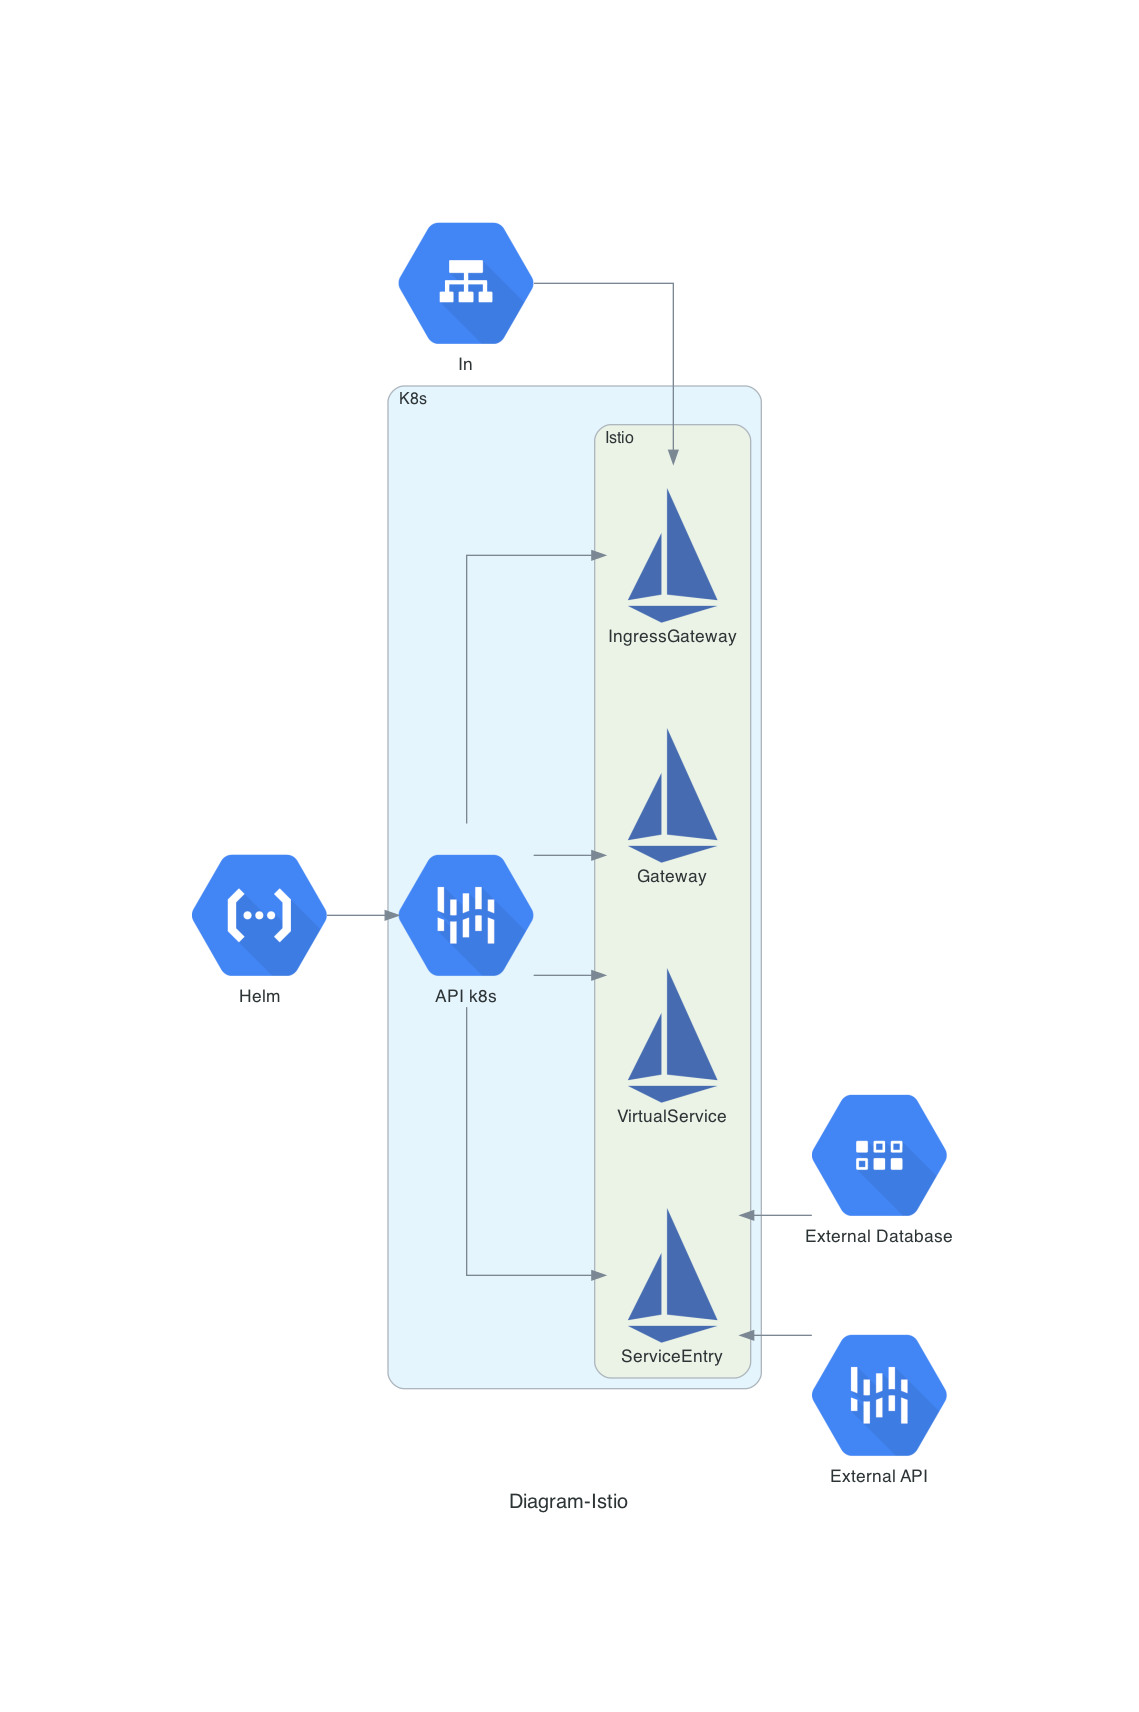 In
K8s
Istio
IngressGateway
Gateway
Helm
API k8s
VirtualService
External Database
ServiceEntry
External API
Diagram-Istio